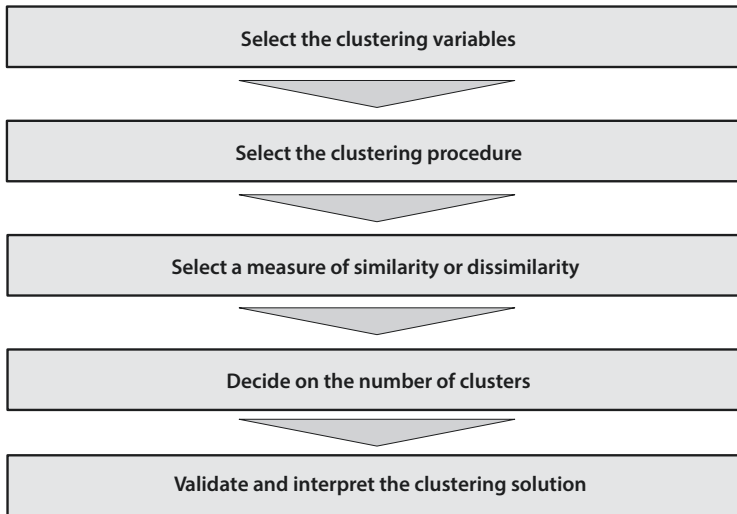 Select the clustering variables
Select the clustering procedure
Select a measure of similarity or dissimilarity
Decide on the number of clusters
Validate and interpret the clustering solution